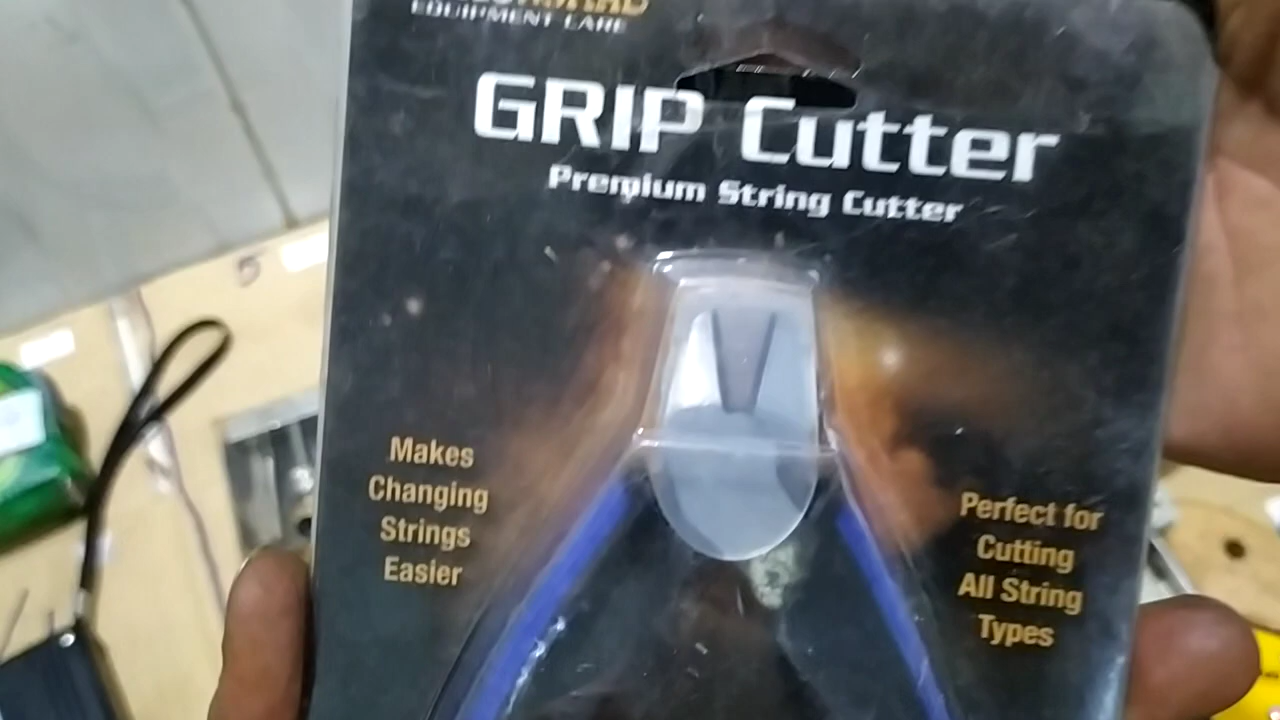 EQUIPMENT CARE
GRIP Cutter
Premium String Cutter
Makes
Changing
Strings
Easier
Perfect for
Cutting
All String
Types